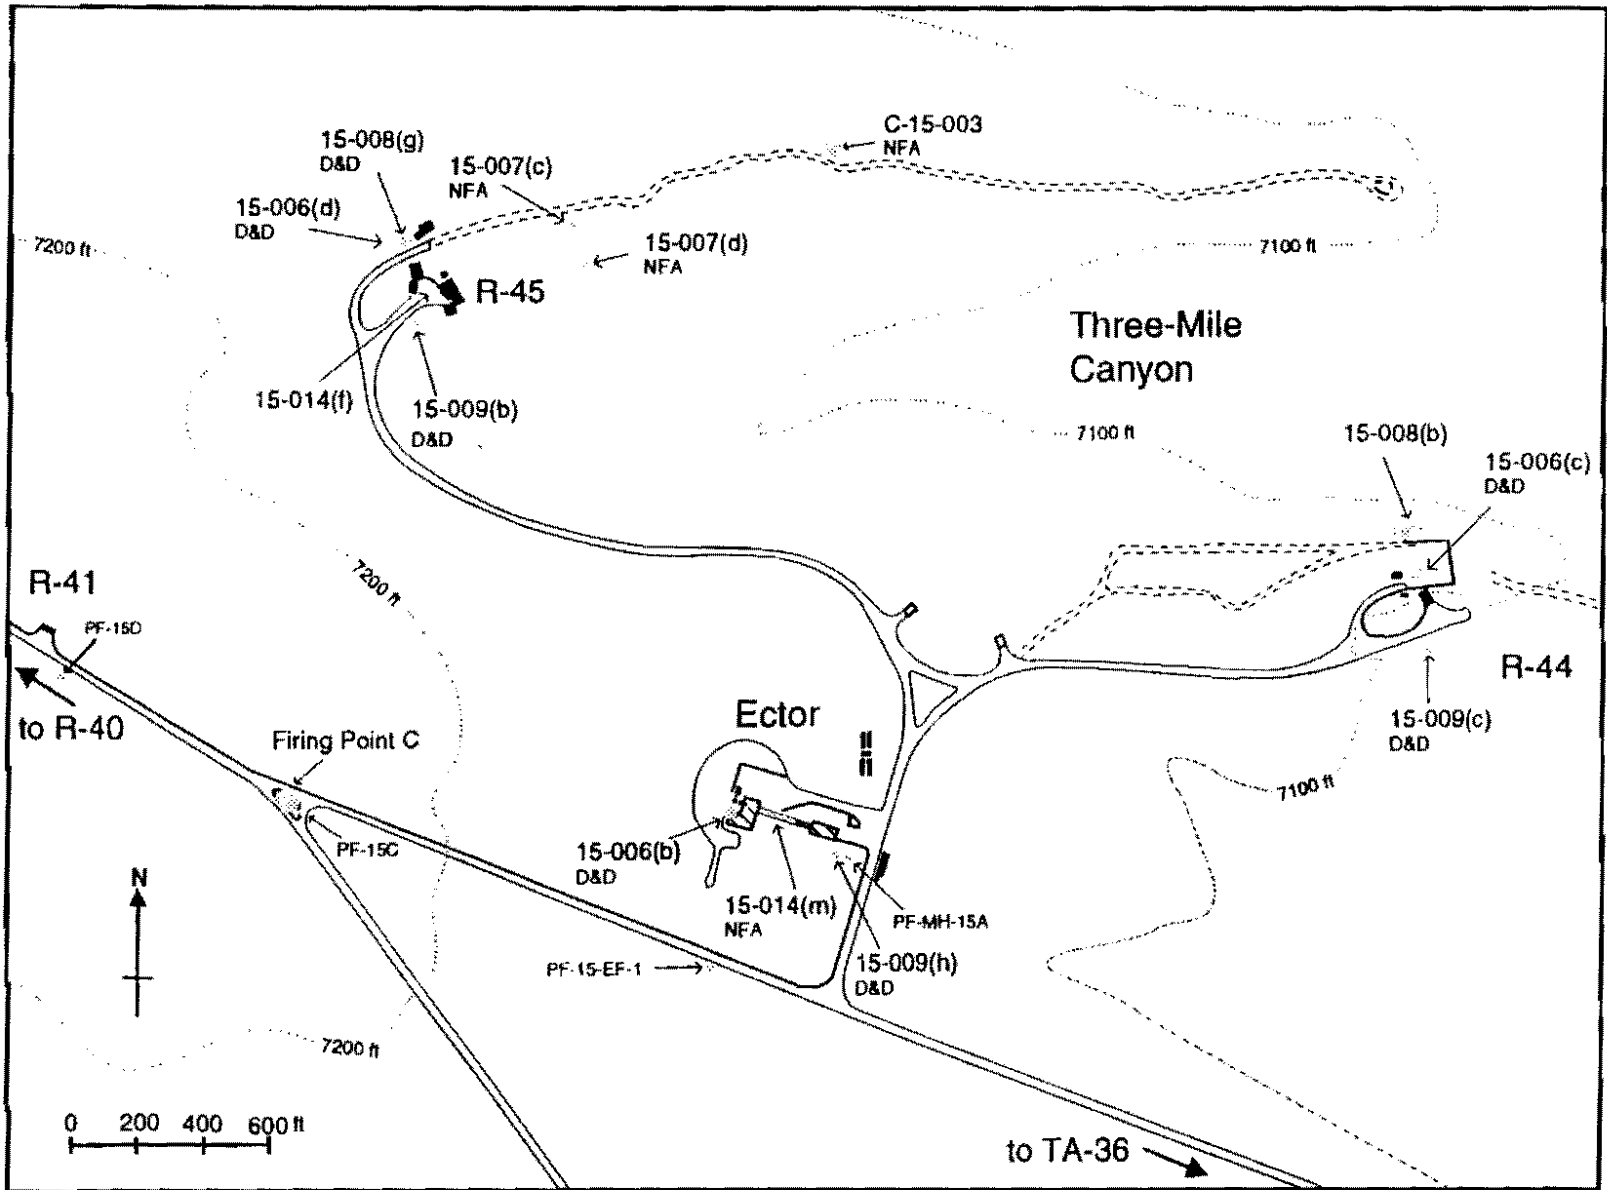 C-15-003
NFA
15-008(g)
D&D
15-007(c)
NFA
15-006(d)
D&D
7200 ft
15-007(d)
NFA
7100 ft
R-45
Three-Mile
Canyon
15-014(f)
15-009(b)
D&D
7100 ft
15-008(b)
15-006(c)
D&D
7200 ft
R-41
PF-15D
R-44
to R-40
Ector
15-009(c)
D&D
Firing Point C
7100 ft
PF-15C
15-006(b)
D&D
N
15-014(m)
NFA
PF-MH-15A
15-009(h)
D&D
PF-15-EF-1
7200 ft
0 200 400 600 ft
to TA-36